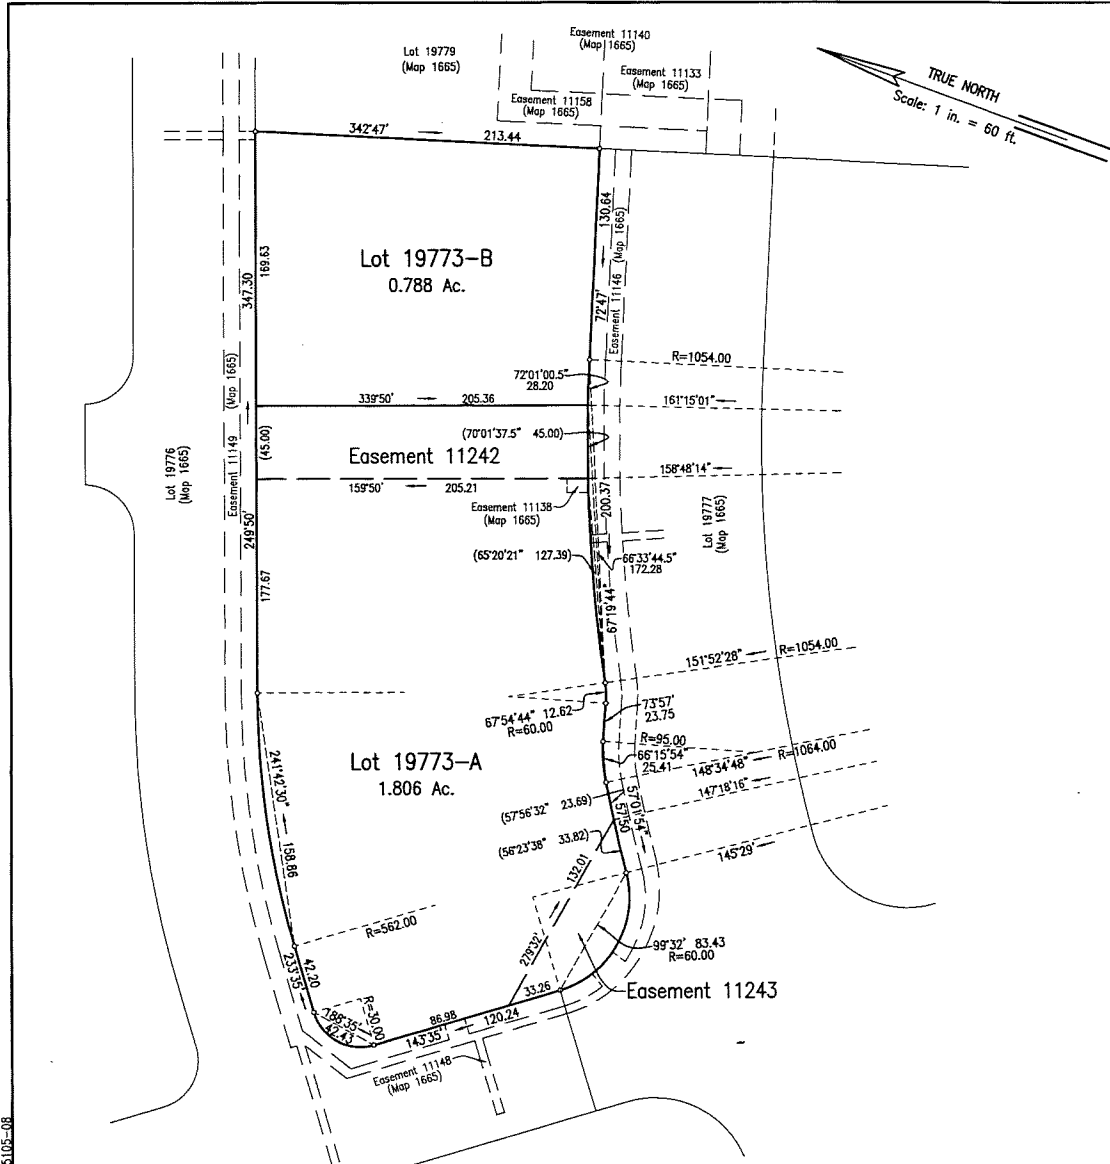 Easement 11140
(Map 1665)
Lot 19779
(Map 1665)
Easement 11133
(Map 1665)
TRUE NORTH
Scale: 1 in. = 60 ft.
Easement 11158
(Map 1665)
342°47'
213.44
130.64
Easement 11146 (Map 1665)
72°47'
Lot 19773-B
0.788 Ac.
169.63
347.30
R=1054.00
72°01'00.5"
28.20
339°50'
205.36
161°15'01"
Easement 11149 (Map 1665)
(45.00)
(70°01'37.5" 45.00)
Easement 11242
158°48'14"
Lot 19776
(Map 1665)
159°50'
205.21
Easement 11138
(Map 1665)
200.37
Lot 19777
(Map 1665)
249°50'
(65°20'21" 127.39)
66°33'44.5"
172.28
177.67
67°19'44"
151°52'28"
R=1054.00
67°54'44" 12.62
R=60.00
73°57'
23.75
R=95.00
R=1064.00
241°42'30"
158.86
Lot 19773-A
1.806 Ac.
66°15'54"
25.41
148°34'48"
147°18'16"
(57°56'32" 23.69)
57°01'54"
57.50
(56°23'38" 33.82)
145°29'
132.01
R=562.00
279°32'
99°32' 83.43
R=60.00
42.20
233°35'
33.26
Easement 11243
188°35'
42.43
R=30.00
86.98
120.24
143°35'
Easement 11148
(Map 1665)
5105-08